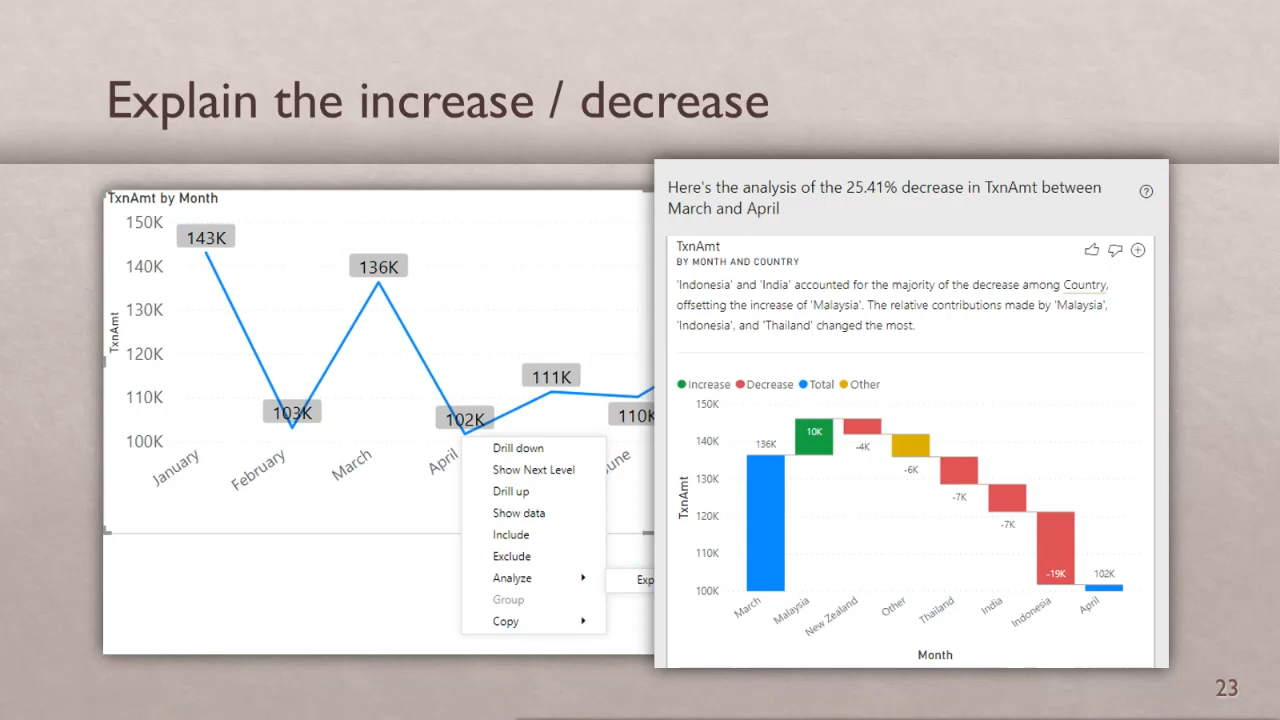 Explain the increase / decrease
TxnAmt by Month
150K
140K
130K
120K
110K
100K
TxnAmt
143K
103K
136K
102K
111K
110K
January
February
March
April
Drill down
Show Next Level
Drill up
Show data
Include
Exclude
Analyze
Group
Copy
Here's the analysis of the 25.41% decrease in TxnAmt between
March and April
TxnAmt
BY MONTH AND COUNTRY
'Indonesia' and 'India' accounted for the majority of the decrease among Country,
offsetting the increase of 'Malaysia'. The relative contributions made by 'Malaysia',
'Indonesia', and 'Thailand' changed the most.
Increase Decrease Total Other
150K
140K
130K
120K
110K
100K
TxnAmt
136K
10K
-4K
-6K
-7K
-7K
-19K
102K
March
Malaysia
New Zealand
Other
Thailand
India
Indonesia
April
Month
23